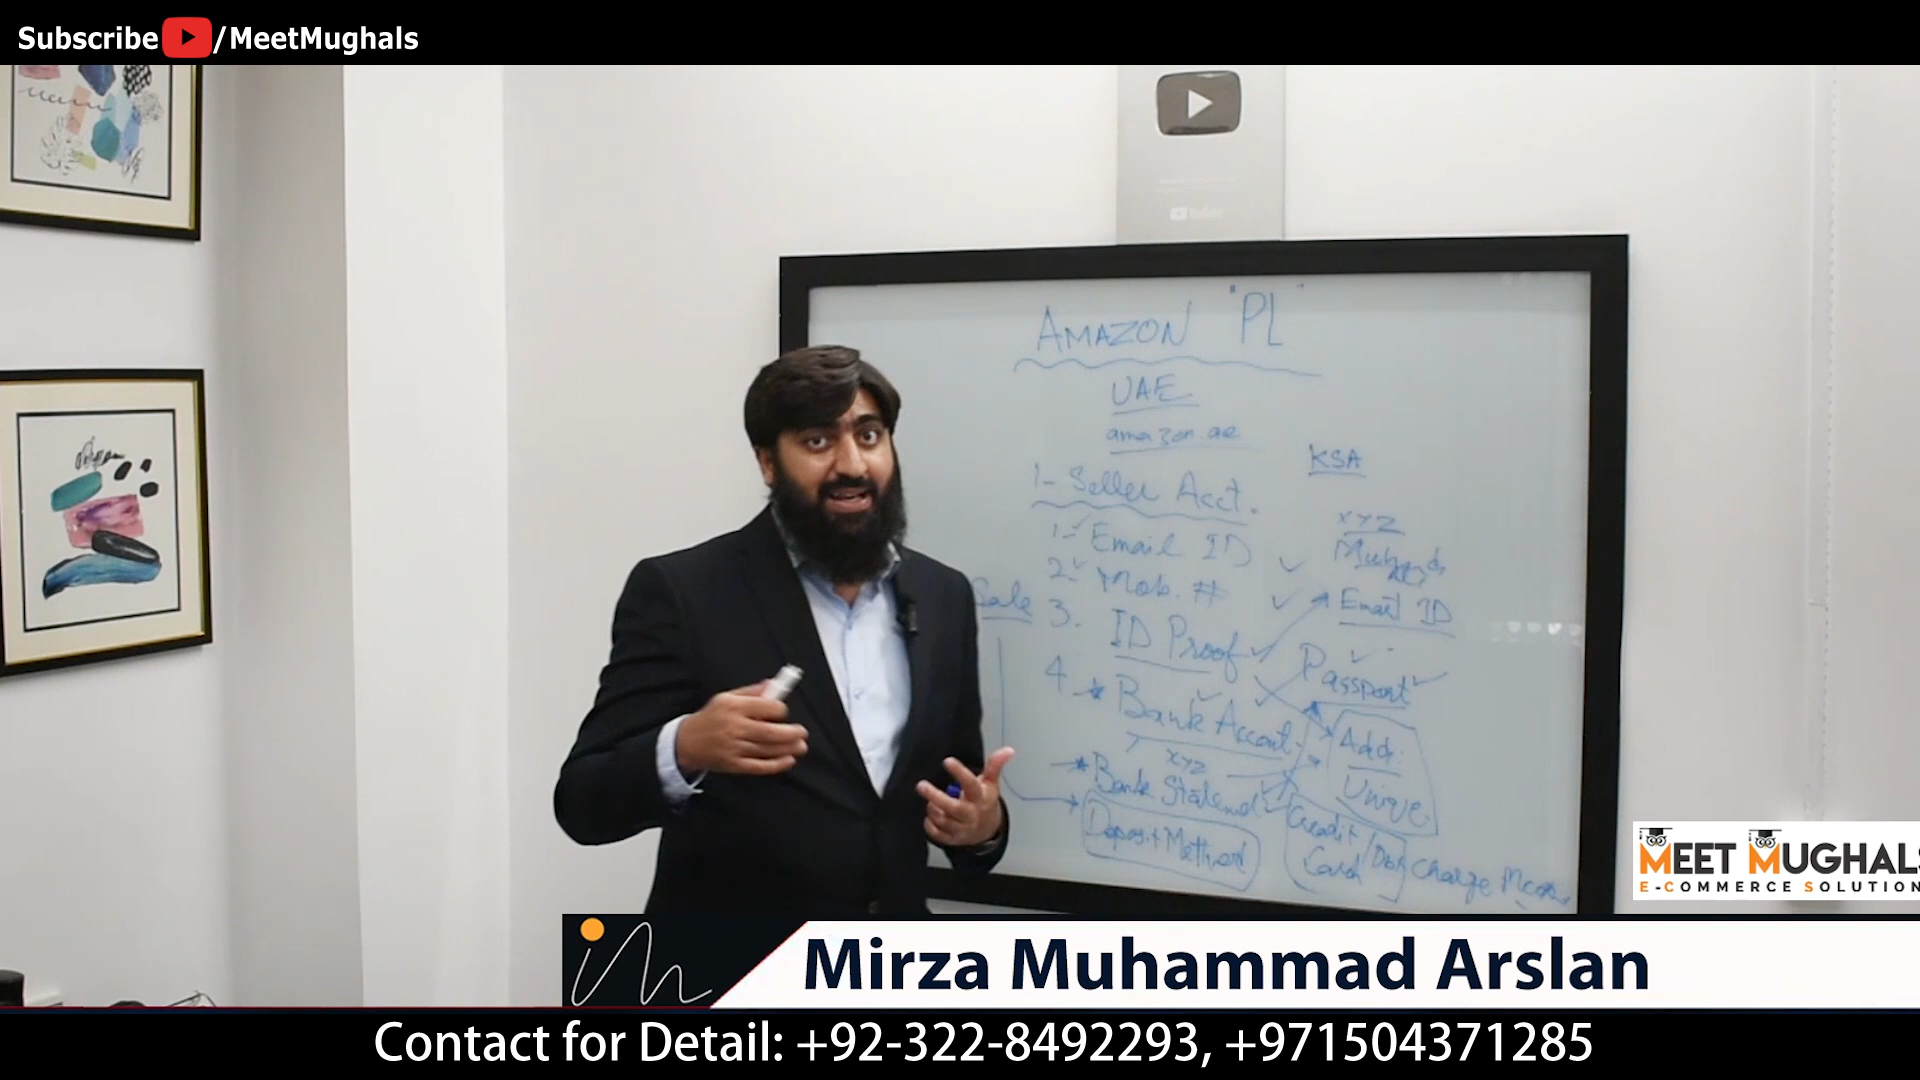 Subscribe /MeetMughals
YouTube
AMAZON "PL"
UAE
amazon.ae
KSA
1- Seller Acct.
XYZ
1- Email ID
2- Mob. #
Email ID
Sale
3. ID Proof
Passport
4. Bank Account
Add:
Unique
XYZ
Bank Statement
Deposit Method
Credit /
Card
Charge
MEET MUGHALS
E-COMMERCE SOLUTION
Mirza Muhammad Arslan
Contact for Detail: +92-322-8492293, +971504371285